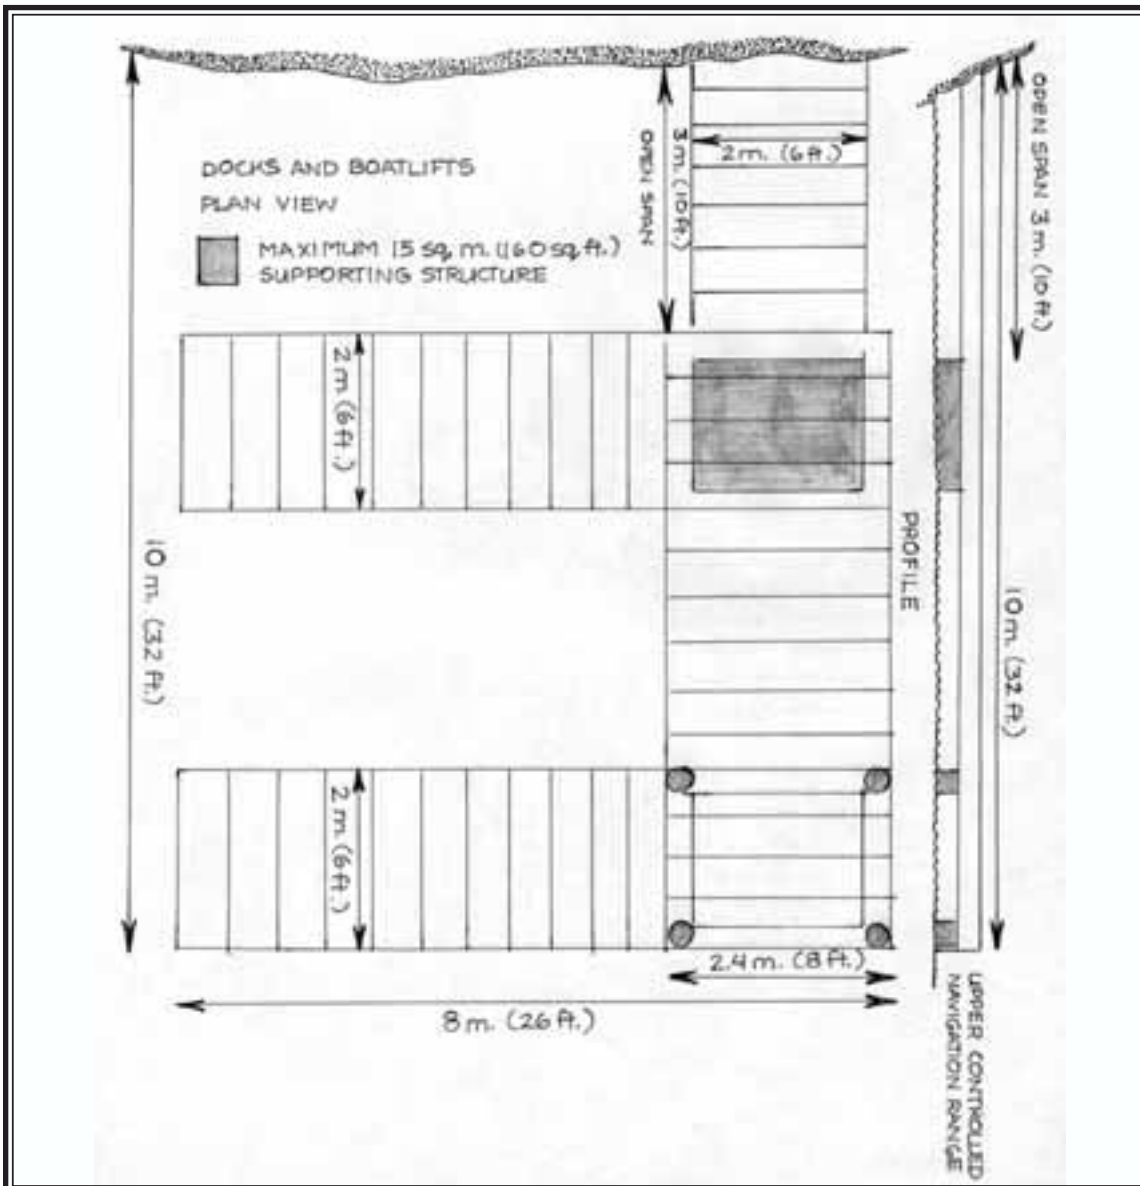 DOCKS AND BOATLIFTS
PLAN VIEW
MAXIMUM 15 sq. m. (160 sq. ft.)
SUPPORTING STRUCTURE
3 m. (10 ft.)
OPEN SPAN
2 m. (6 ft.)
OPEN SPAN 3 m. (10 ft.)
2 m (6 ft.)
PROFILE
10 m. (32 ft.)
10 m. (32 ft.)
2 m (6 ft.)
2.4 m. (8 ft.)
8 m. (26 ft.)
UPPER CONTROLLED
NAVIGATION RANGE